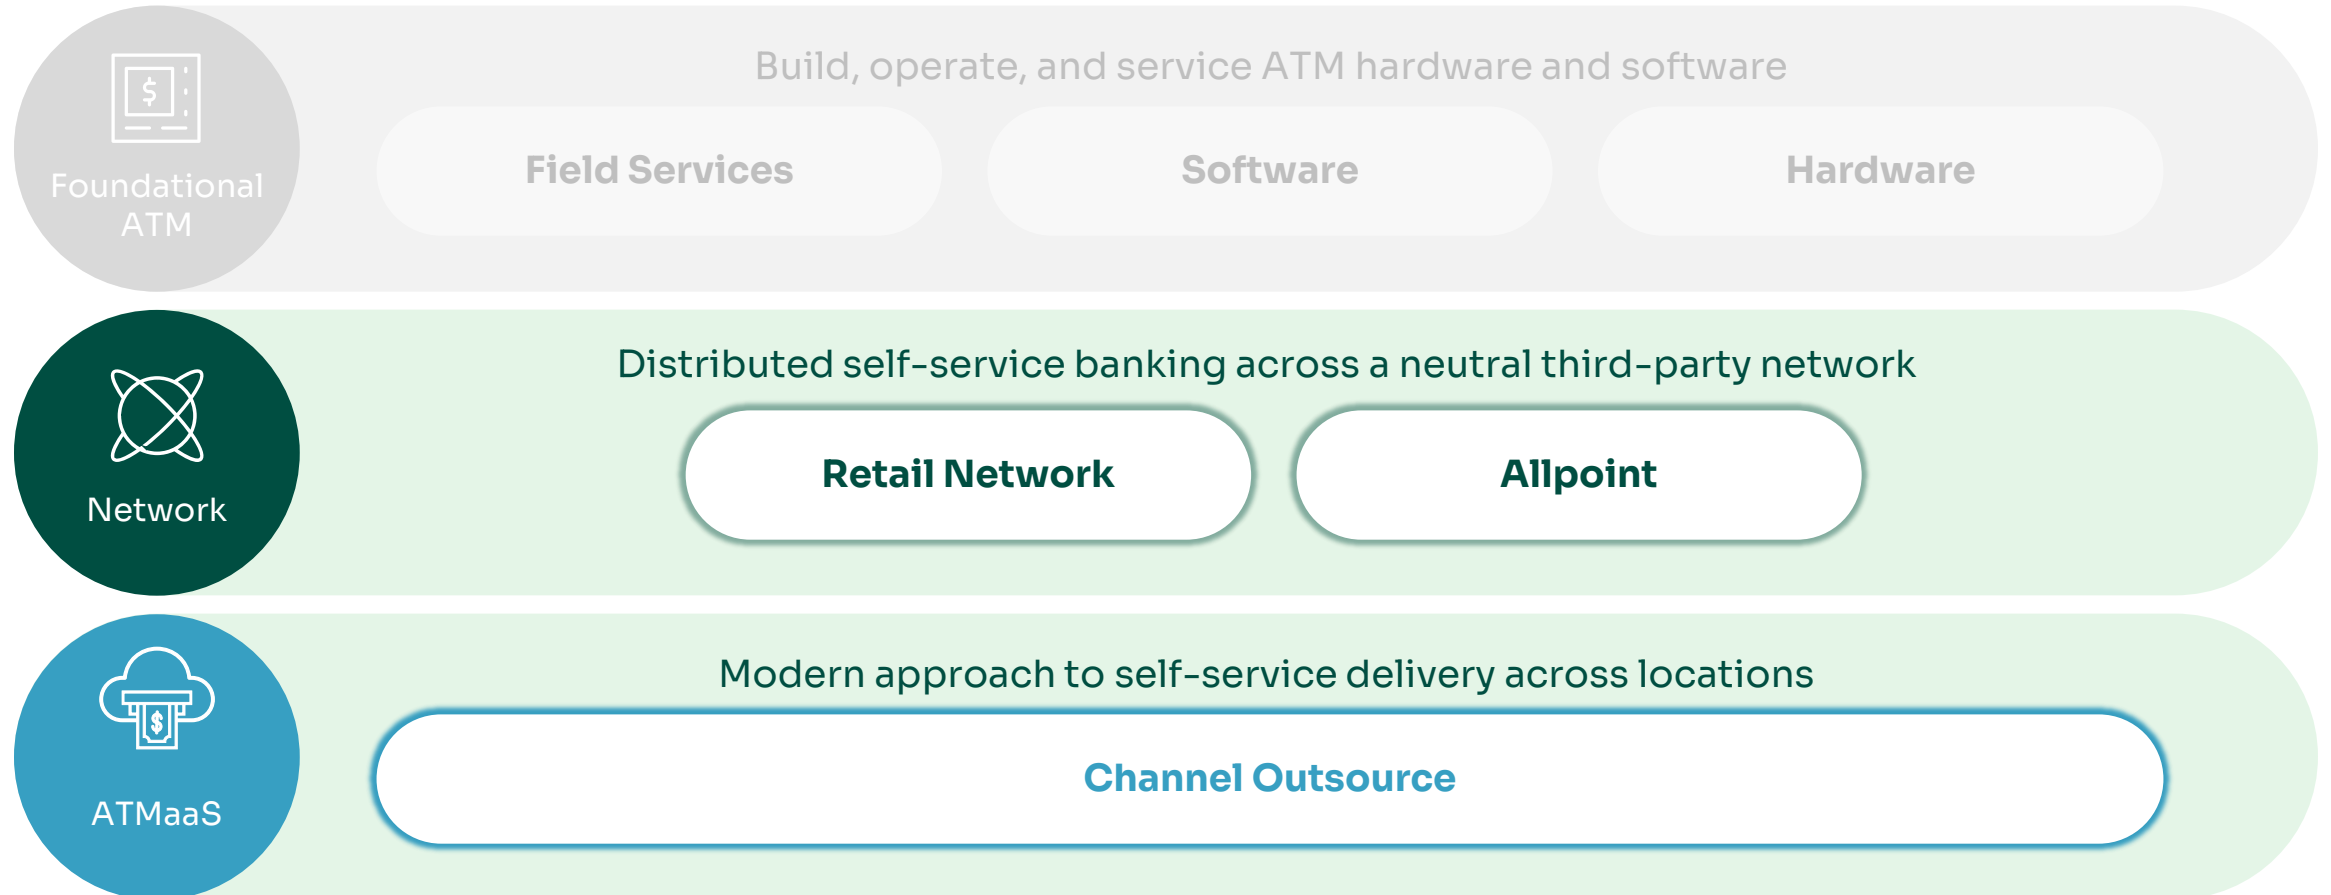 Build, operate, and service ATM hardware and software
Foundational
ATM
Field Services
Software
Hardware
Distributed self-service banking across a neutral third-party network
Network
Retail Network
Allpoint
Modern approach to self-service delivery across locations
ATMaaS
Channel Outsource